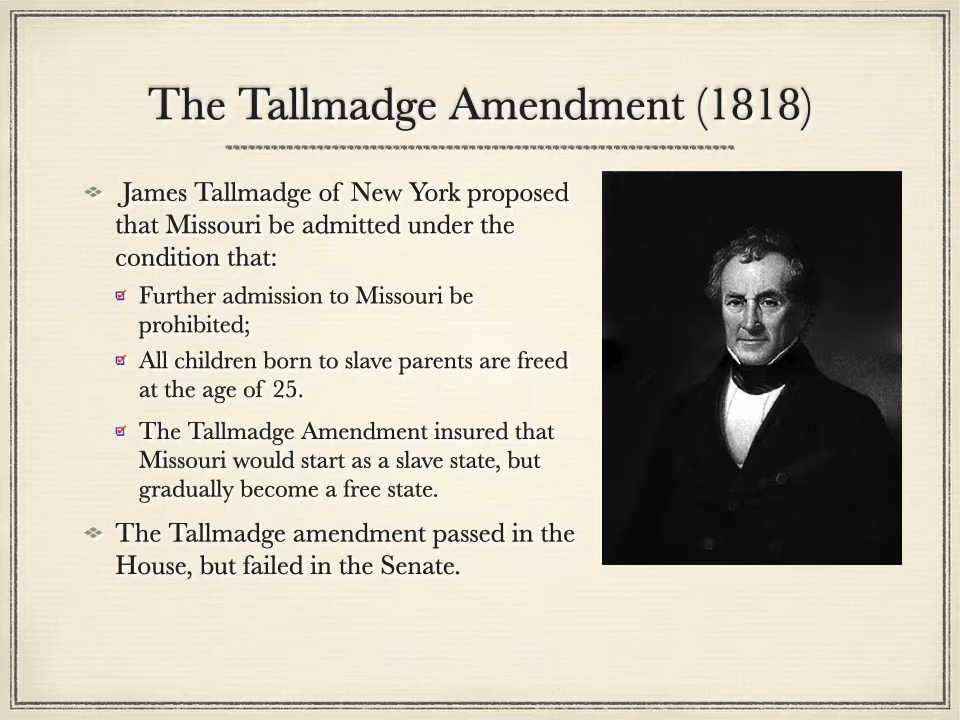 The Tallmadge Amendment (1818)
James Tallmadge of New York proposed
that Missouri be admitted under the
condition that:
Further admission to Missouri be
prohibited;
All children born to slave parents are freed
at the age of 25.
The Tallmadge Amendment insured that
Missouri would start as a slave state, but
gradually become a free state.
The Tallmadge amendment passed in the
House, but failed in the Senate.